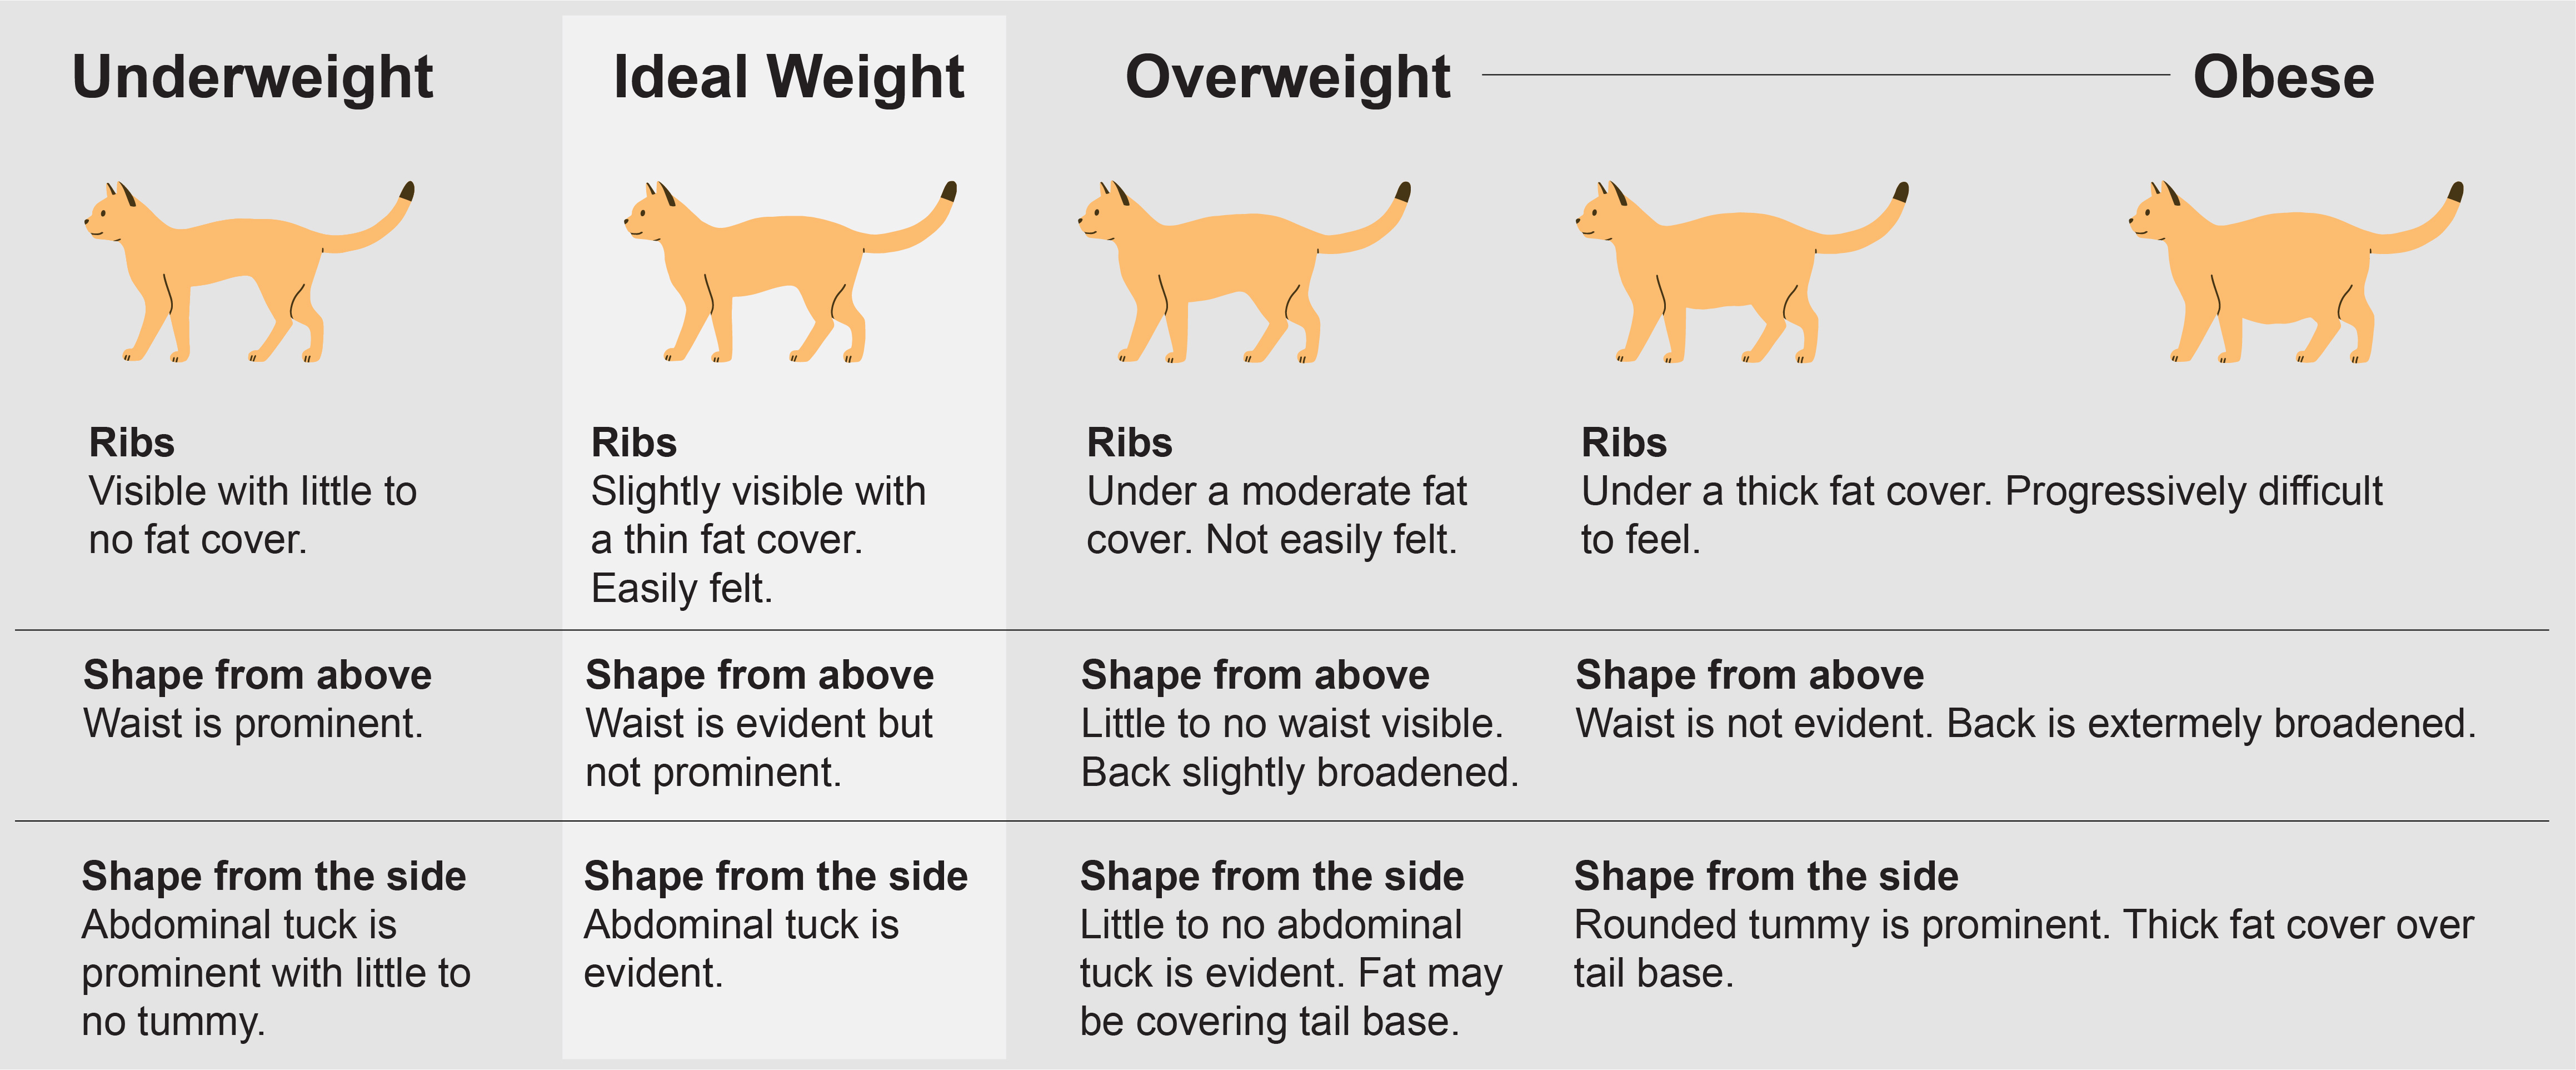 Underweight
Ideal Weight
Overweight
Obese
Ribs
Visible with little to
no fat cover.
Ribs
Slightly visible with
a thin fat cover.
Easily felt.
Ribs
Under a moderate fat
cover. Not easily felt.
Ribs
Under a thick fat cover. Progressively difficult
to feel.
Shape from above
Waist is prominent.
Shape from above
Waist is evident but
not prominent.
Shape from above
Little to no waist visible.
Back slightly broadened.
Shape from above
Waist is not evident. Back is extermely broadened.
Shape from the side
Abdominal tuck is
prominent with little to
no tummy.
Shape from the side
Abdominal tuck is
evident.
Shape from the side
Little to no abdominal
tuck is evident. Fat may
be covering tail base.
Shape from the side
Rounded tummy is prominent. Thick fat cover over
tail base.